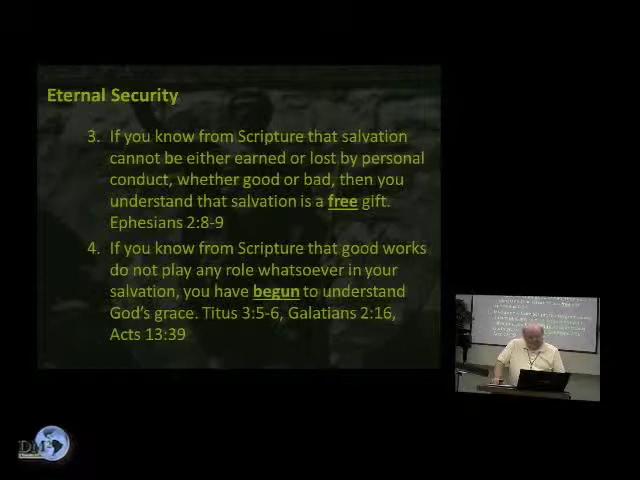 Eternal Security
3. If you know from Scripture that salvation
cannot be either earned or lost by personal
conduct, whether good or bad, then you
understand that salvation is a free gift.
Ephesians 2:8-9
4. If you know from Scripture that good works
do not play any role whatsoever in your
salvation, you have begun to understand
God's grace. Titus 3:5-6, Galatians 2:16,
Acts 13:39
DM2